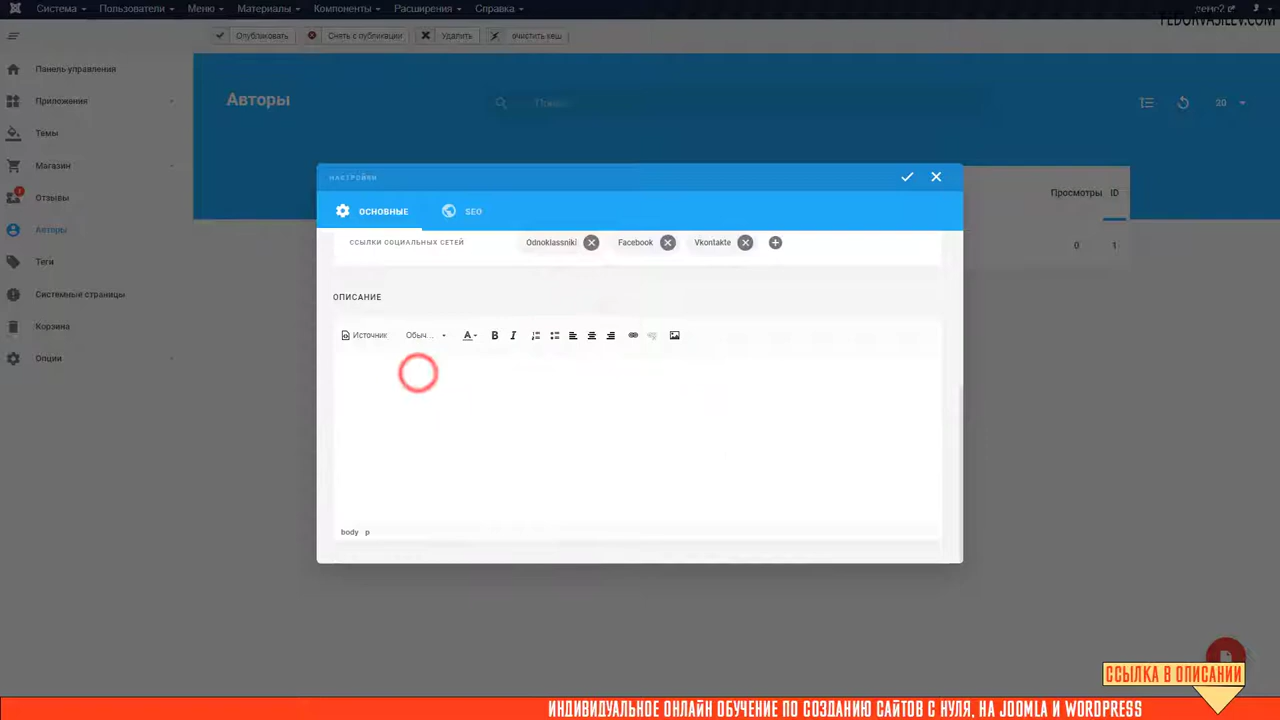 Система Пользователи Меню Материалы Компоненты Расширения Справка
FEDORVASILEV.COM
Опубликовать Снять с публикации Удалить очистить кеш
Панель управления
Приложения
Темы
Магазин
Отзывы
Авторы
Теги
Системные страницы
Корзина
Опции
Авторы
20
Просмотры ID
0 1
НАСТРОЙКИ
ОСНОВНЫЕ SEO
ССЫЛКИ СОЦИАЛЬНЫХ СЕТЕЙ Odnoklassniki Facebook Vkontakte
ОПИСАНИЕ
Источник Обыч...
body p
ССЫЛКА В ОПИСАНИИ
ИНДИВИДУАЛЬНОЕ ОНЛАЙН ОБУЧЕНИЕ ПО СОЗДАНИЮ САЙТОВ С НУЛЯ, НА JOOMLA И WORDPRESS